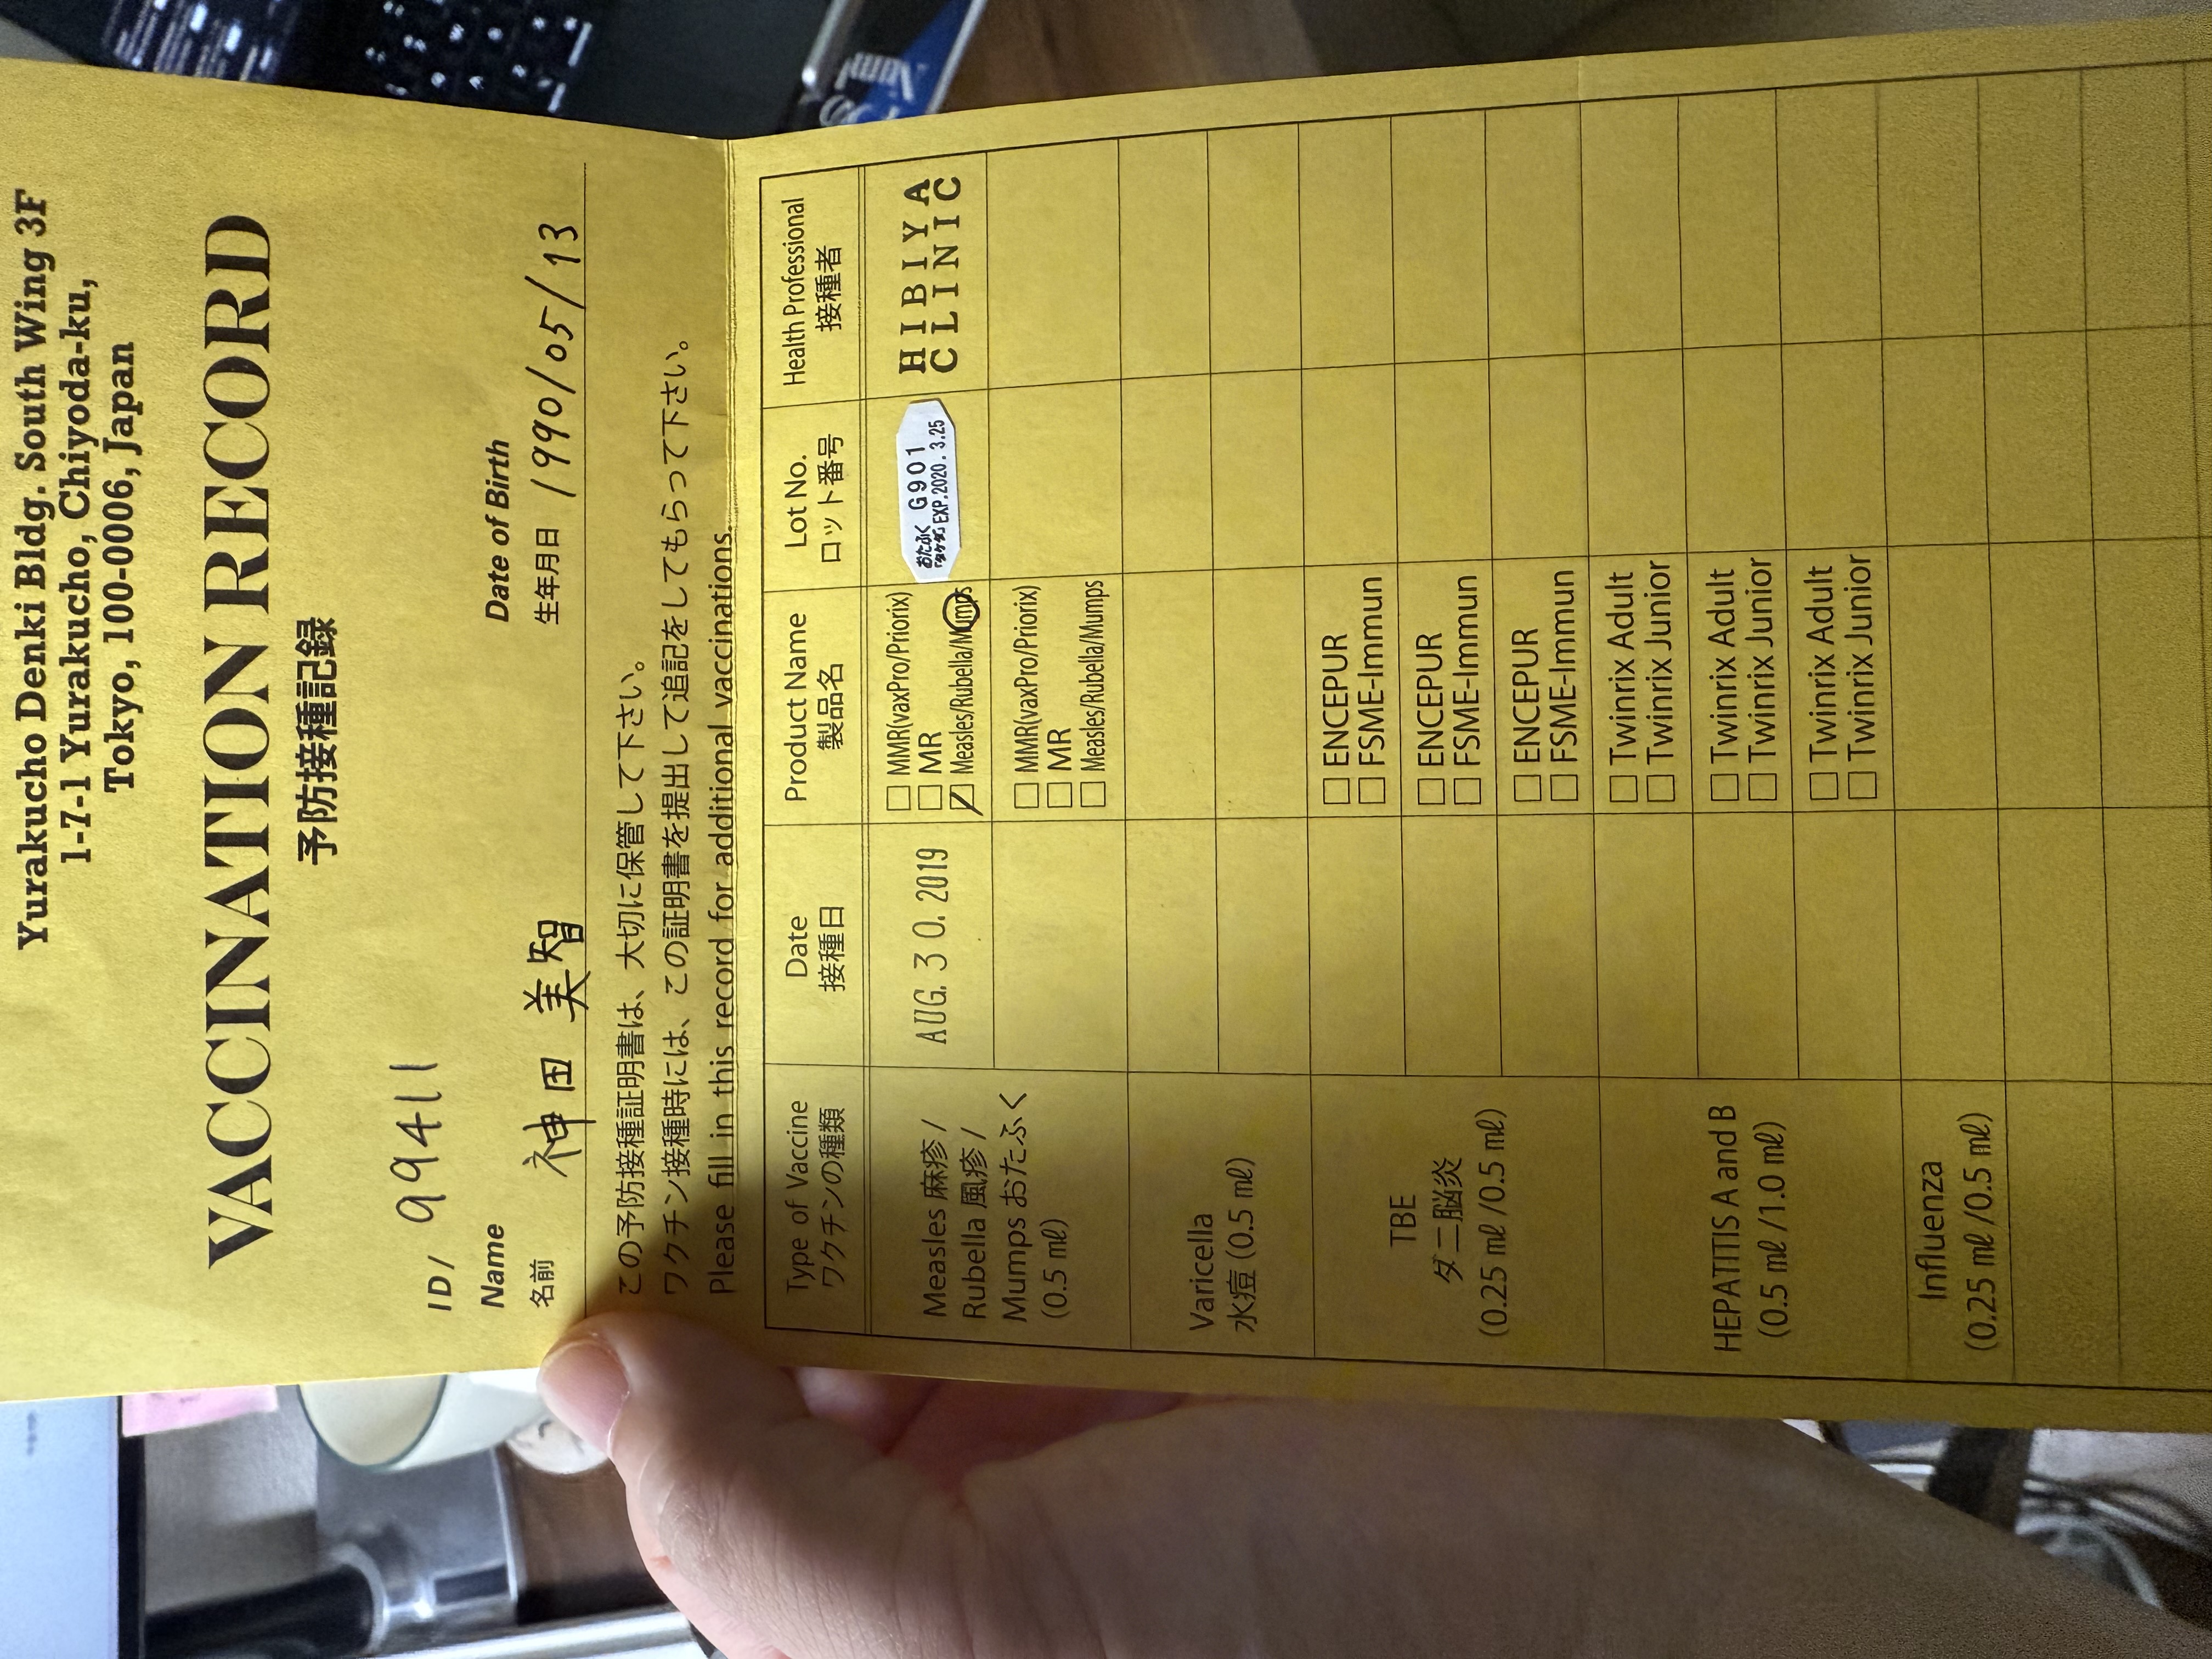 Yurakucho Denki Bldg. South Wing 3F
1-7-1 Yurakucho, Chiyoda-ku,
Tokyo, 100-0006, Japan
VACCINATION RECORD
予防接種記録
ID/ 99411
Name
名前 神田 美智
Date of Birth
生年月日 1990/05/13
この予防接種証明書は、大切に保管して下さい。
ワクチン接種時には、この証明書を提出して追記をしてもらって下さい。
Please fill in this record for additional vaccinations.
Type of Vaccine Date Product Name Lot No. Health Professional
ワクチンの種類 接種日 製品名 ロット番号 接種者
Measles 麻疹 /
Rubella 風疹 /
Mumps おたふく
(0.5 ㎖)
AUG. 30. 2019
□ MMR(vaxPro/Priorix)
□ MR
☑ Measles/Rubella/Mumps
おたふく G901
「タケダ」 EXP.2020.3.25
HIBIYA
CLINIC
□ MMR(vaxPro/Priorix)
□ MR
□ Measles/Rubella/Mumps
Varicella
水痘 (0.5 ㎖)
TBE
ダニ脳炎
(0.25 ㎖/0.5 ㎖)
□ ENCEPUR
□ FSME-Immun
□ ENCEPUR
□ FSME-Immun
□ ENCEPUR
□ FSME-Immun
HEPATITIS A and B
(0.5 ㎖/1.0 ㎖)
□ Twinrix Adult
□ Twinrix Junior
□ Twinrix Adult
□ Twinrix Junior
□ Twinrix Adult
□ Twinrix Junior
Influenza
(0.25 ㎖/0.5 ㎖)